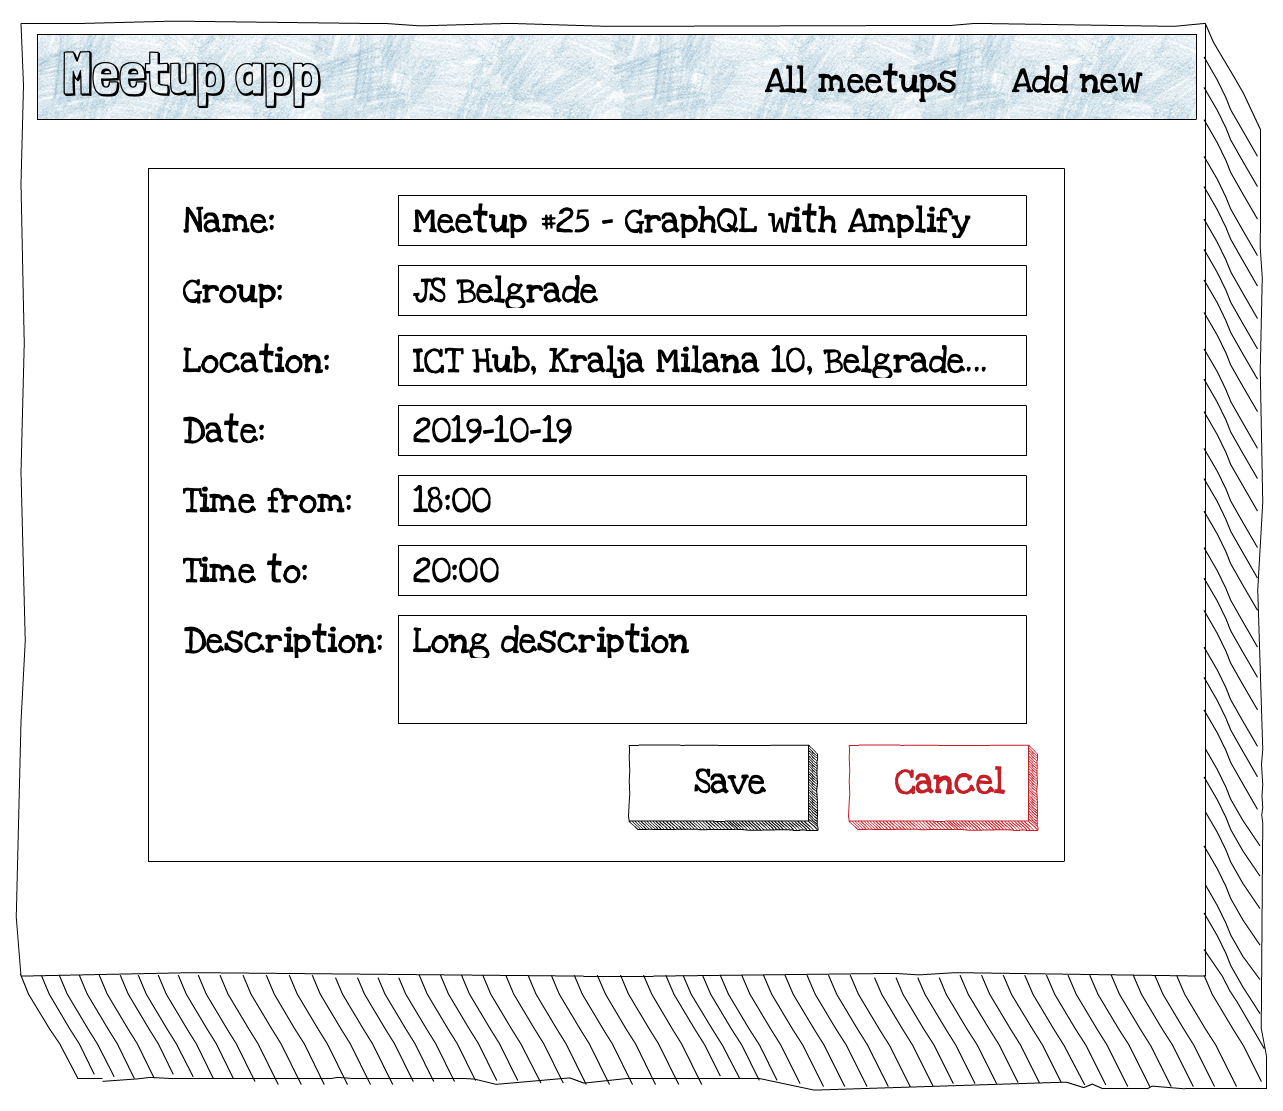 Meetup app
All meetups Add new
Name: Meetup #25 - GraphQL with Amplify
Group: JS Belgrade
Location: ICT Hub, Kralja Milana 10, Belgrade...
Date: 2019-10-19
Time from: 18:00
Time to: 20:00
Description: Long description
Save Cancel